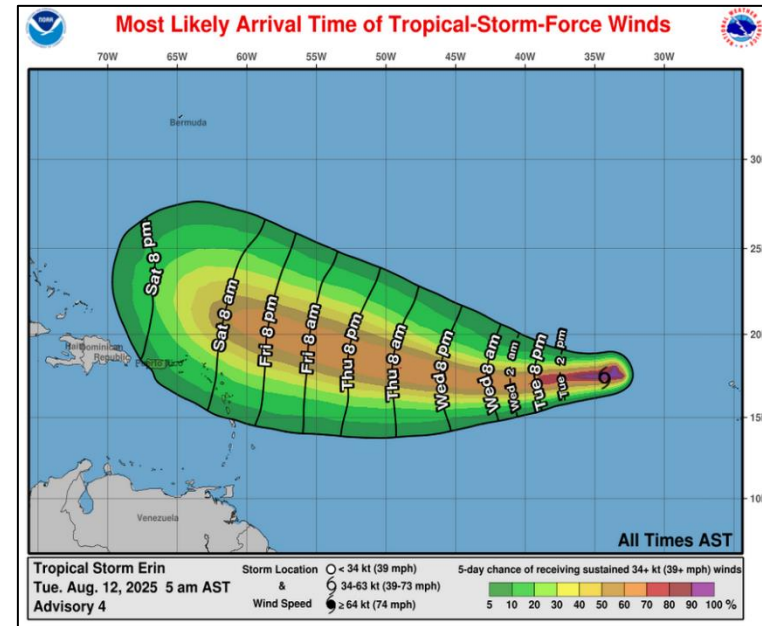 Most Likely Arrival Time of Tropical-Storm-Force Winds
NOAA
70W 65W 60W 55W 50W 45W 40W 35W 30W
Bermuda
30
25
20
15
10
Sat 8 pm
Sat 8 am
Fri 8 pm
Fri 8 am
Thu 8 pm
Thu 8 am
Wed 8 pm
Wed 8 am
Wed 2 am
Tue 8 pm
Tue 2 pm
Dominican
Republic
Puerto Rico
Venezuela
All Times AST
Tropical Storm Erin
Tue. Aug. 12, 2025 5 am AST
Advisory 4
Storm Location
&
Wind Speed
< 34 kt (39 mph)
34-63 kt (39-73 mph)
≥ 64 kt (74 mph)
5-day chance of receiving sustained 34+ kt (39+ mph) winds
5 10 20 30 40 50 60 70 80 90 100 %